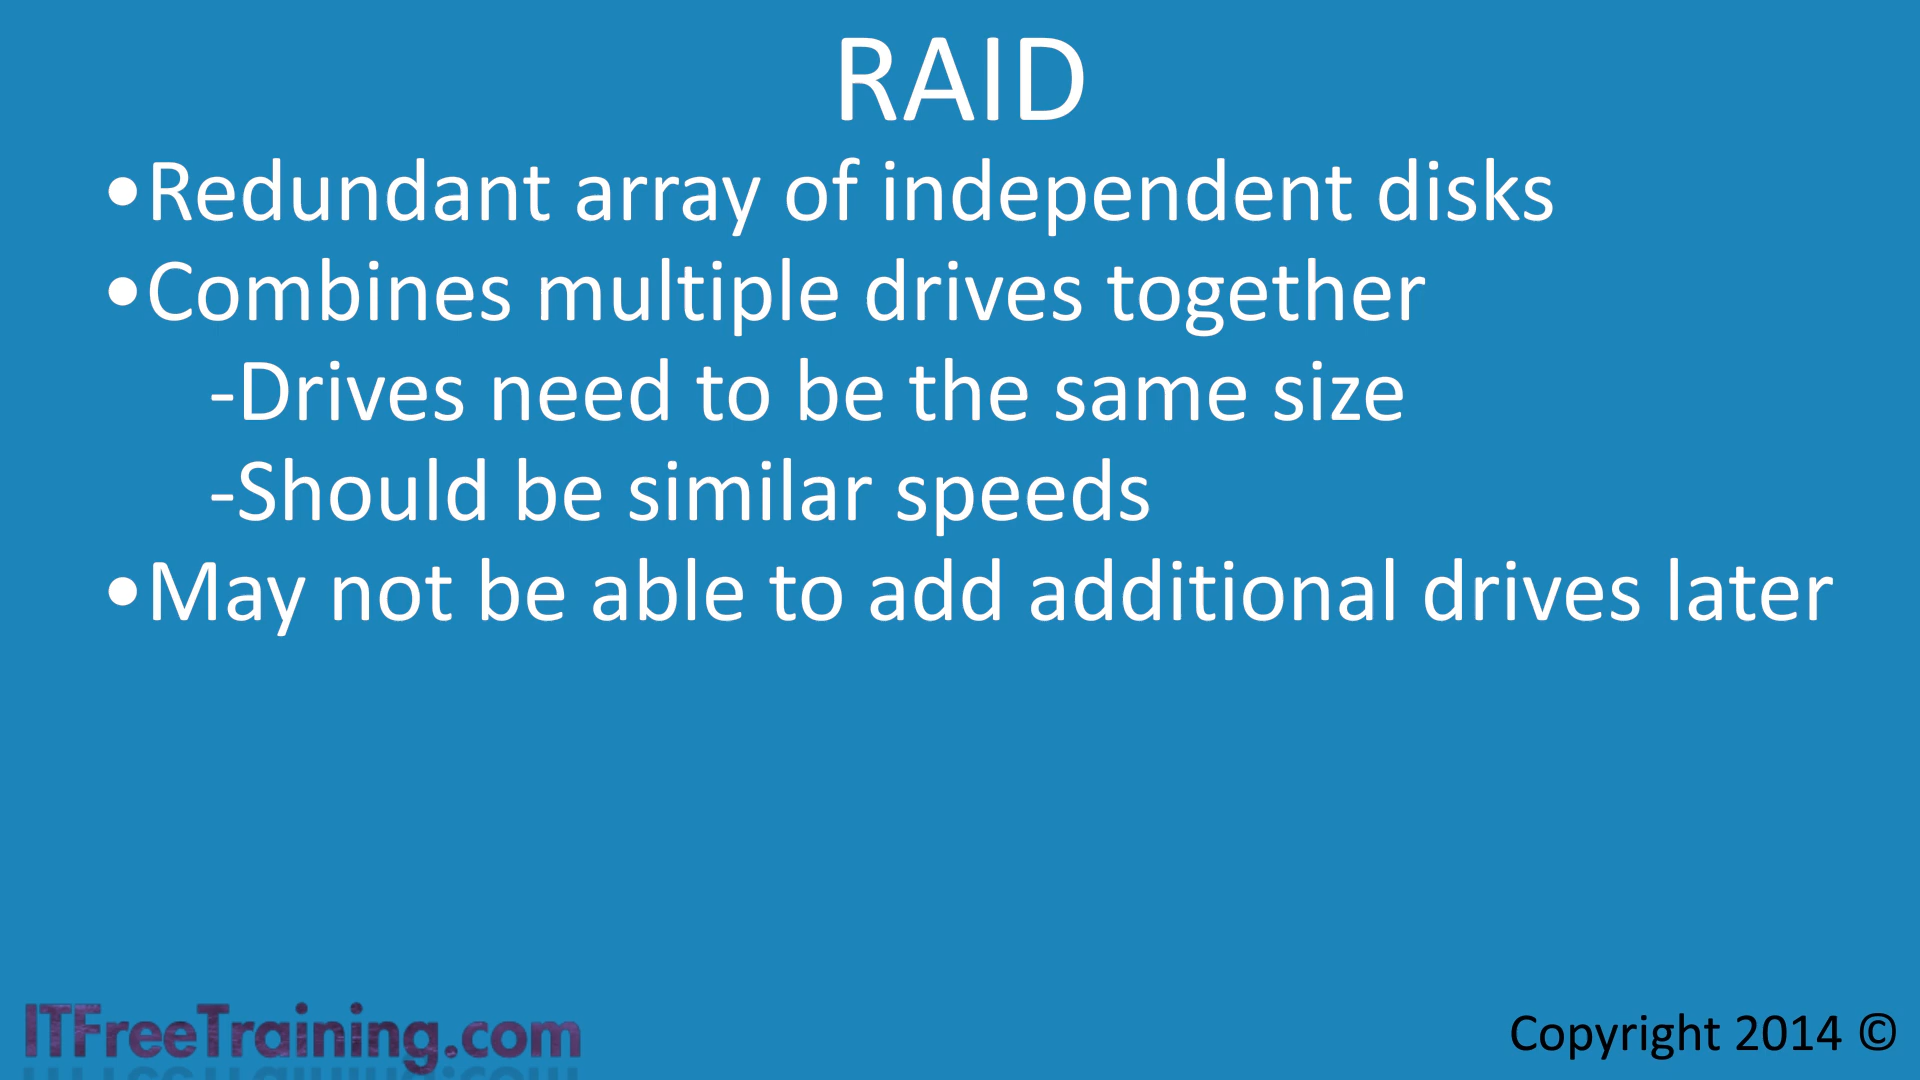 RAID
•Redundant array of independent disks
•Combines multiple drives together
-Drives need to be the same size
-Should be similar speeds
•May not be able to add additional drives later
ITFreeTraining.com
Copyright 2014 ©